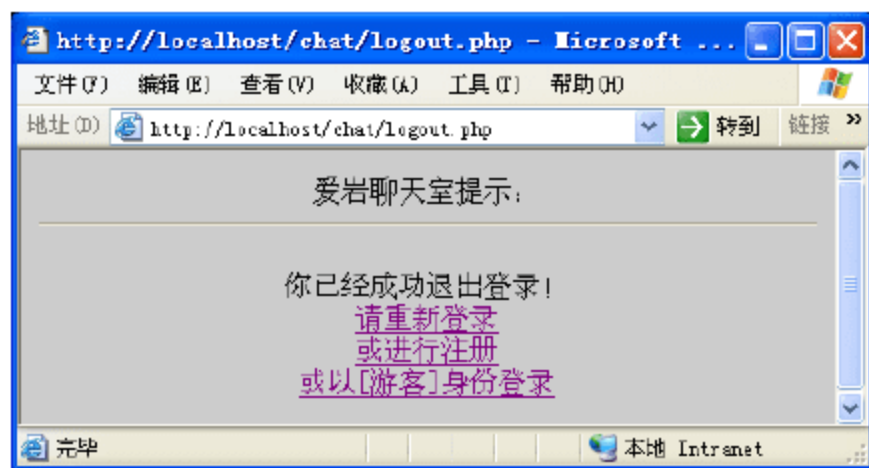 http://localhost/chat/logout.php - Microsoft ...
文件(F) 编辑(E) 查看(V) 收藏(A) 工具(T) 帮助(H)
地址(D) http://localhost/chat/logout.php 转到 链接 »
爱岩聊天室提示:
你已经成功退出登录!
请重新登录
或进行注册
或以[游客]身份登录
完毕 本地 Intranet